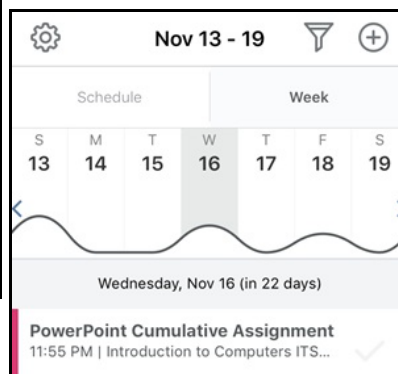 Nov 13 - 19
Schedule Week
S M T W T F S
13 14 15 16 17 18 19
Wednesday, Nov 16 (in 22 days)
PowerPoint Cumulative Assignment
11:55 PM | Introduction to Computers ITS...